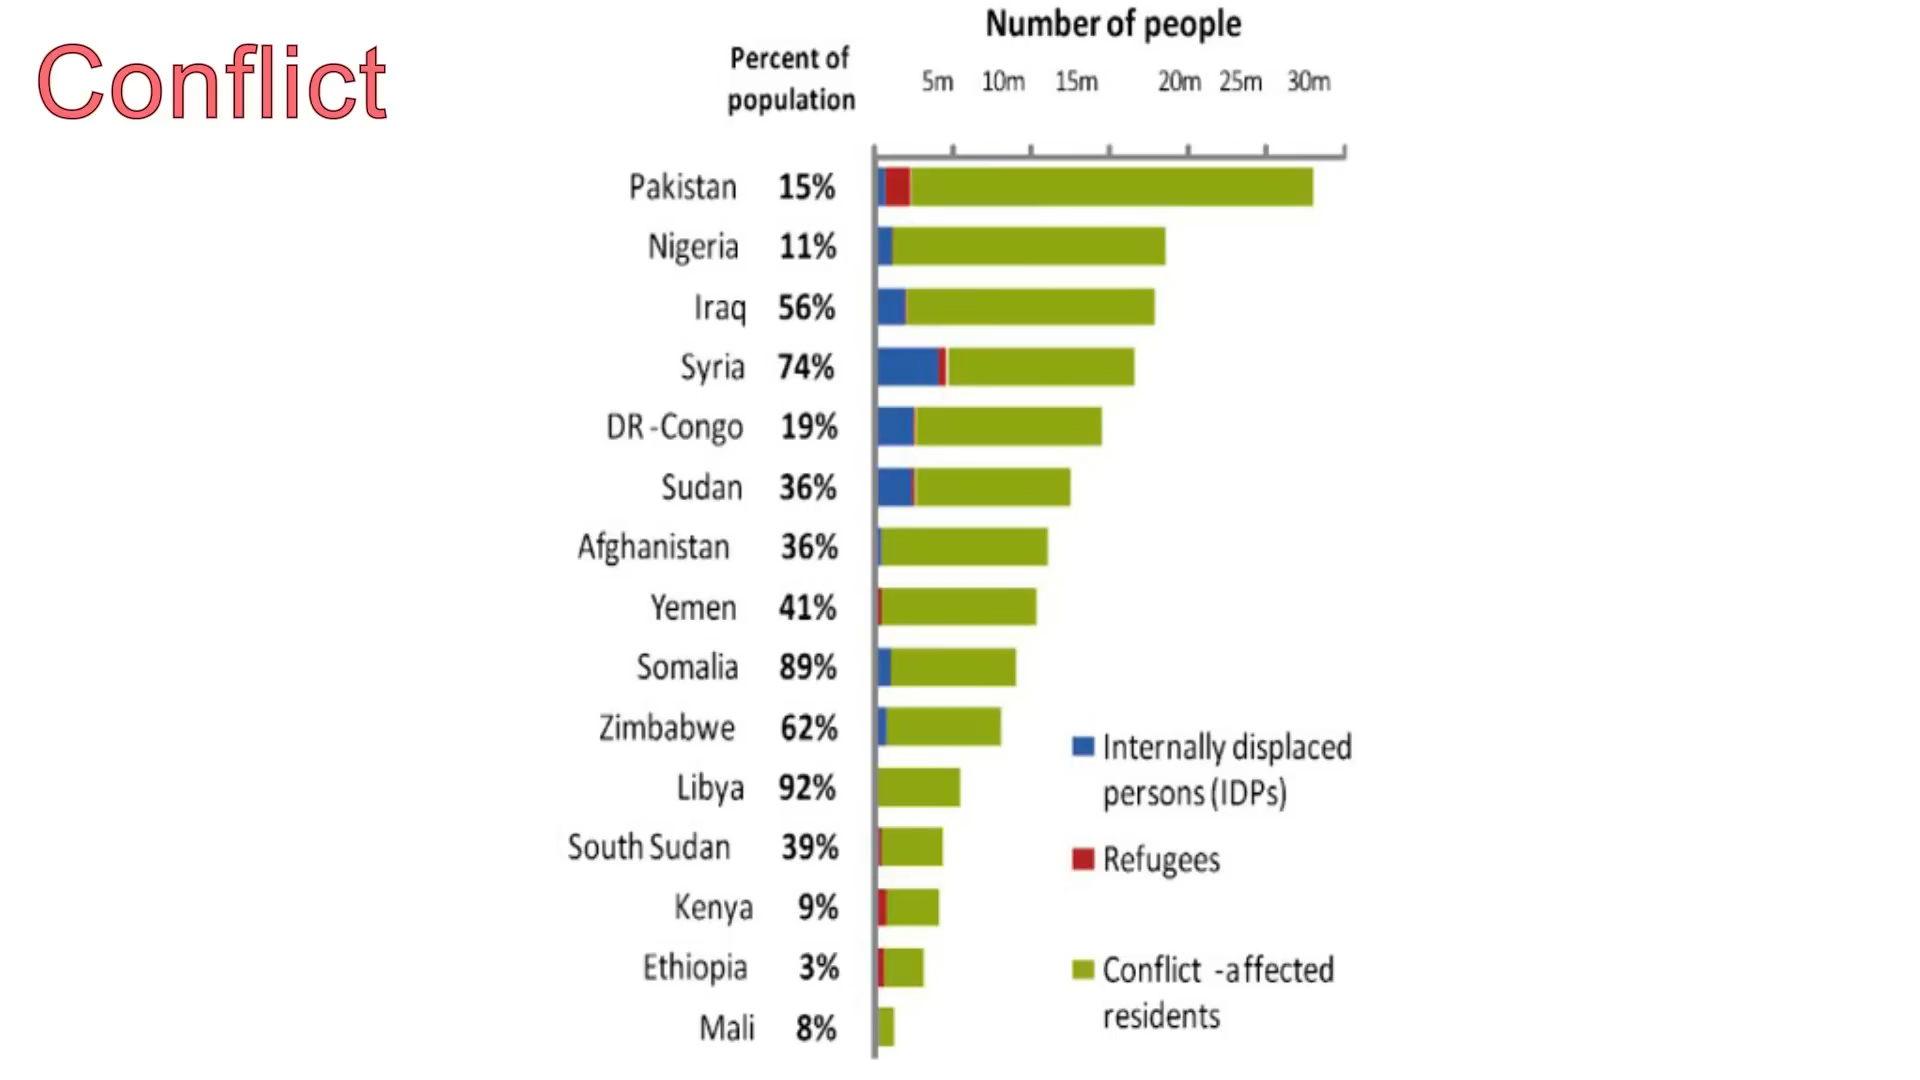 Conflict
Number of people
Percent of
population
5m 10m 15m 20m 25m 30m
Pakistan 15%
Nigeria 11%
Iraq 56%
Syria 74%
DR -Congo 19%
Sudan 36%
Afghanistan 36%
Yemen 41%
Somalia 89%
Zimbabwe 62%
Libya 92%
South Sudan 39%
Kenya 9%
Ethiopia 3%
Mali 8%
Internally displaced
persons (IDPs)
Refugees
Conflict -affected
residents